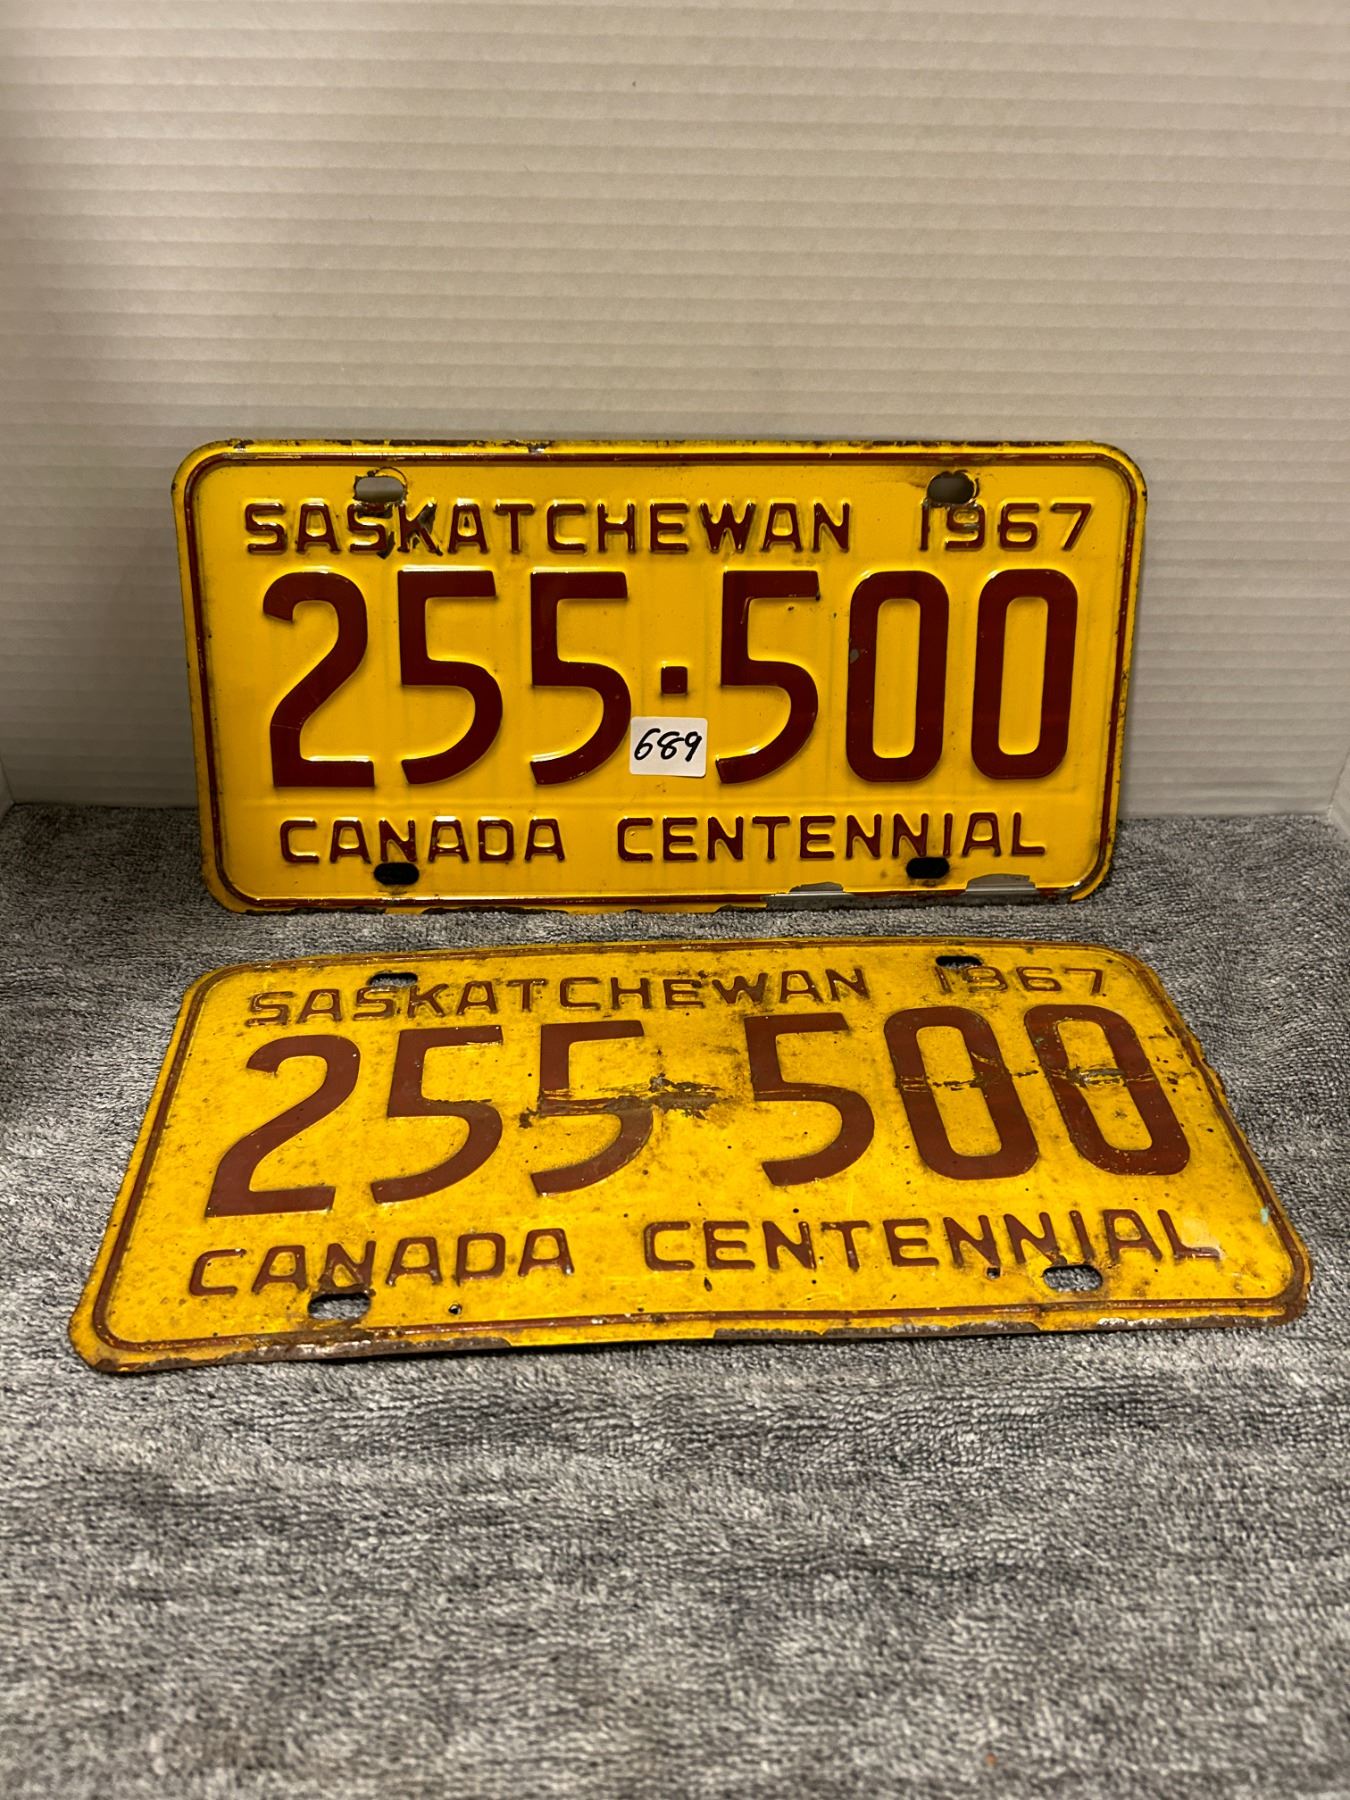 SASKATCHEWAN 1967
255·500
689
CANADA CENTENNIAL
SASKATCHEWAN 1967
255 500
CANADA CENTENNIAL